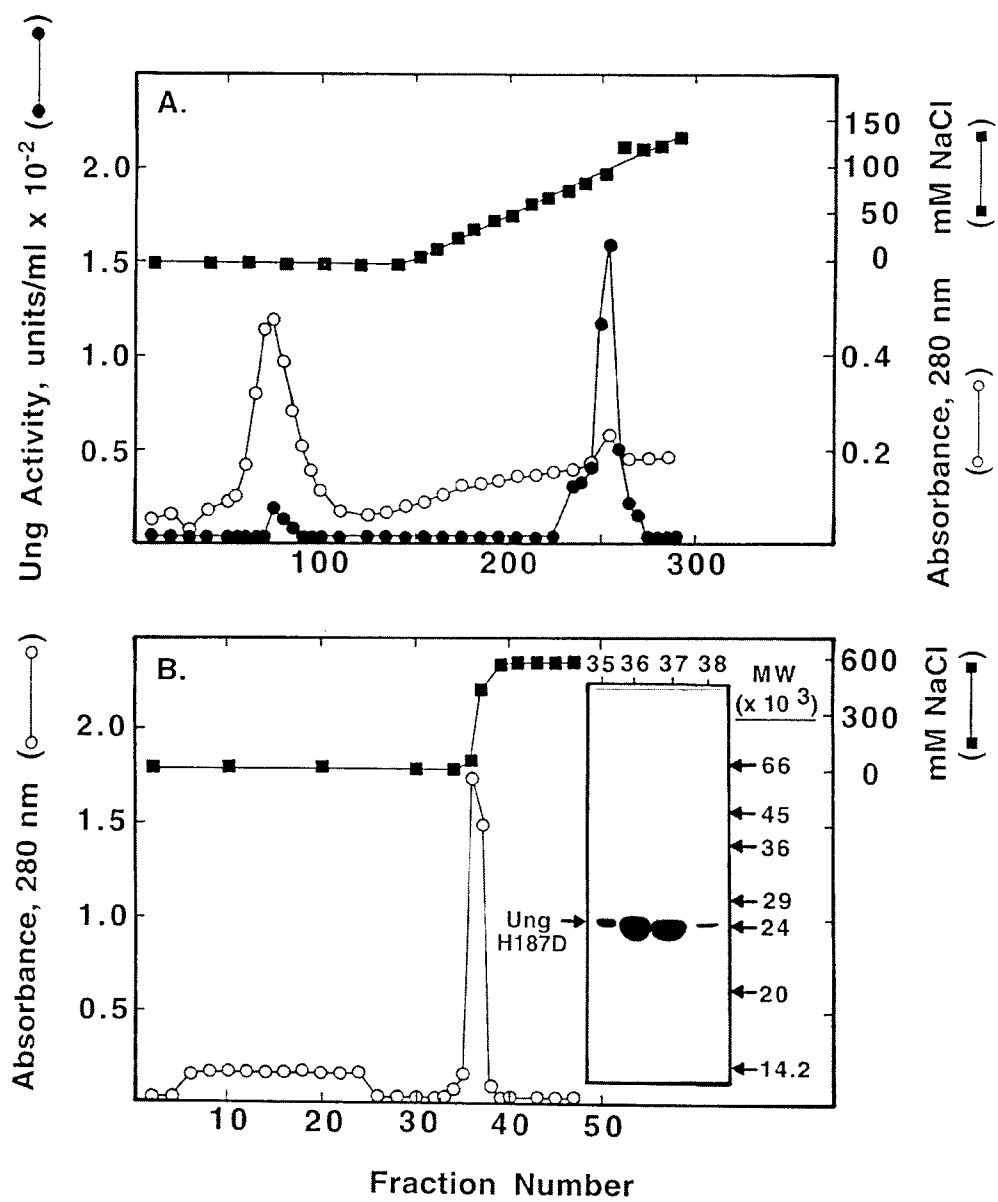 Ung Activity, units/ml x 10-2 ( )
A.
2.0
1.5
1.0
0.5
100
200
300
150
100
50
0
mM NaCl
( )
0.4
0.2
Absorbance, 280 nm
( )
Absorbance, 280 nm ( )
B.
2.0
1.5
1.0
0.5
10
20
30
40
50
35 36 37 38
MW
(x 10 3)
66
45
36
29
24
20
14.2
Ung
H187D
600
300
0
mM NaCl
( )
Fraction Number